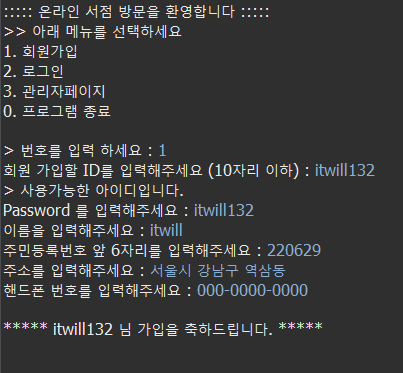 ::::: 온라인 서점 방문을 환영합니다 :::::
>> 아래 메뉴를 선택하세요
1. 회원가입
2. 로그인
3. 관리자페이지
0. 프로그램 종료
> 번호를 입력 하세요 : 1
회원 가입할 ID를 입력해주세요 (10자리 이하) : itwill132
> 사용가능한 아이디입니다.
Password 를 입력해주세요 : itwill132
이름을 입력해주세요 : itwill
주민등록번호 앞 6자리를 입력해주세요 : 220629
주소를 입력해주세요 : 서울시 강남구 역삼동
핸드폰 번호를 입력해주세요 : 000-0000-0000
***** itwill132 님 가입을 축하드립니다. *****